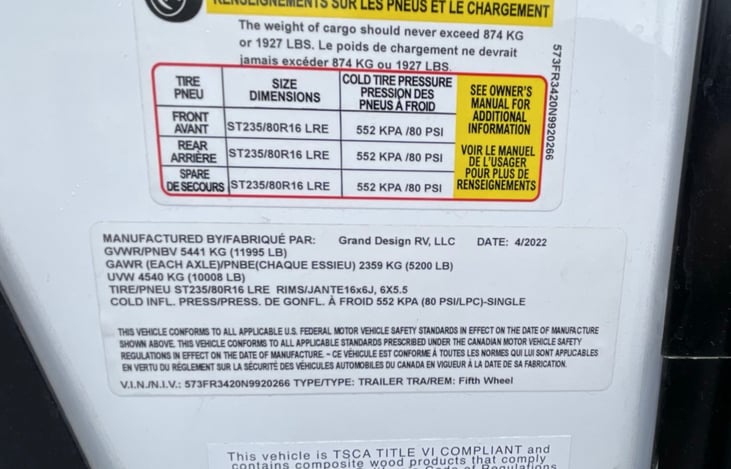 RENSEIGNEMENTS SUR LES PNEUS ET LE CHARGEMENT
The weight of cargo should never exceed 874 KG
or 1927 LBS. Le poids de chargement ne devrait
jamais excéder 874 KG ou 1927 LBS.
TIRE
PNEU
SIZE
DIMENSIONS
COLD TIRE PRESSURE
PRESSION DES
PNEUS À FROID
SEE OWNER'S
MANUAL FOR
ADDITIONAL
INFORMATION
VOIR LE MANUEL
DE L'USAGER
POUR PLUS DE
RENSEIGNEMENTS
FRONT
AVANT
ST235/80R16 LRE
552 KPA /80 PSI
REAR
ARRIÈRE
ST235/80R16 LRE
552 KPA /80 PSI
SPARE
DE SECOURS
ST235/80R16 LRE
552 KPA /80 PSI
573FR3420N9920266
MANUFACTURED BY/FABRIQUÉ PAR: Grand Design RV, LLC DATE: 4/2022
GVWR/PNBV 5441 KG (11995 LB)
GAWR (EACH AXLE)/PNBE(CHAQUE ESSIEU) 2359 KG (5200 LB)
UVW 4540 KG (10008 LB)
TIRE/PNEU ST235/80R16 LRE RIMS/JANTE16x6J, 6X5.5
COLD INFL. PRESS/PRESS. DE GONFL. À FROID 552 KPA (80 PSI/LPC)-SINGLE
THIS VEHICLE CONFORMS TO ALL APPLICABLE U.S. FEDERAL MOTOR VEHICLE SAFETY STANDARDS IN EFFECT ON THE DATE OF MANUFACTURE
SHOWN ABOVE. THIS VEHICLE CONFORMS TO ALL APPLICABLE STANDARDS PRESCRIBED UNDER THE CANADIAN MOTOR VEHICLE SAFETY
REGULATIONS IN EFFECT ON THE DATE OF MANUFACTURE. - CE VÉHICULE EST CONFORME À TOUTES LES NORMES QUI LUI SONT APPLICABLES
EN VERTU DU RÉGLEMENT SUR LA SÉCURITÉ DES VÉHICULES AUTOMOBILES DU CANADA EN VIGUEUR À LA DATE DE SA FABRICATION.
V.I.N./N.I.V.: 573FR3420N9920266 TYPE/TYPE: TRAILER TRA/REM: Fifth Wheel
This vehicle is TSCA TITLE VI COMPLIANT and
contains composite wood products that comply